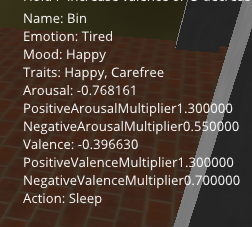 Name: Bin
Emotion: Tired
Mood: Happy
Traits: Happy, Carefree
Arousal: -0.768161
PositiveArousalMultiplier1.300000
NegativeArousalMultiplier0.550000
Valence: -0.396630
PositiveValenceMultiplier1.300000
NegativeValenceMultiplier0.700000
Action: Sleep